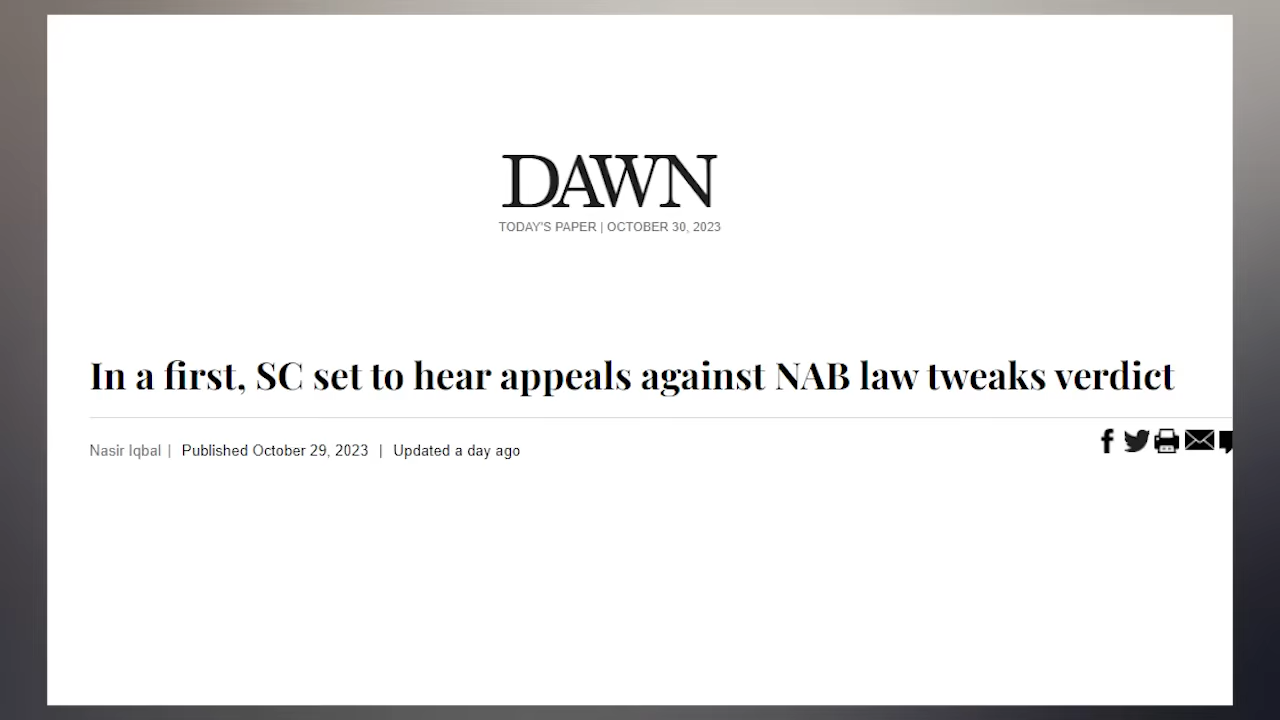 DAWN
TODAY'S PAPER | OCTOBER 30, 2023
In a first, SC set to hear appeals against NAB law tweaks verdict
Nasir Iqbal | Published October 29, 2023 | Updated a day ago